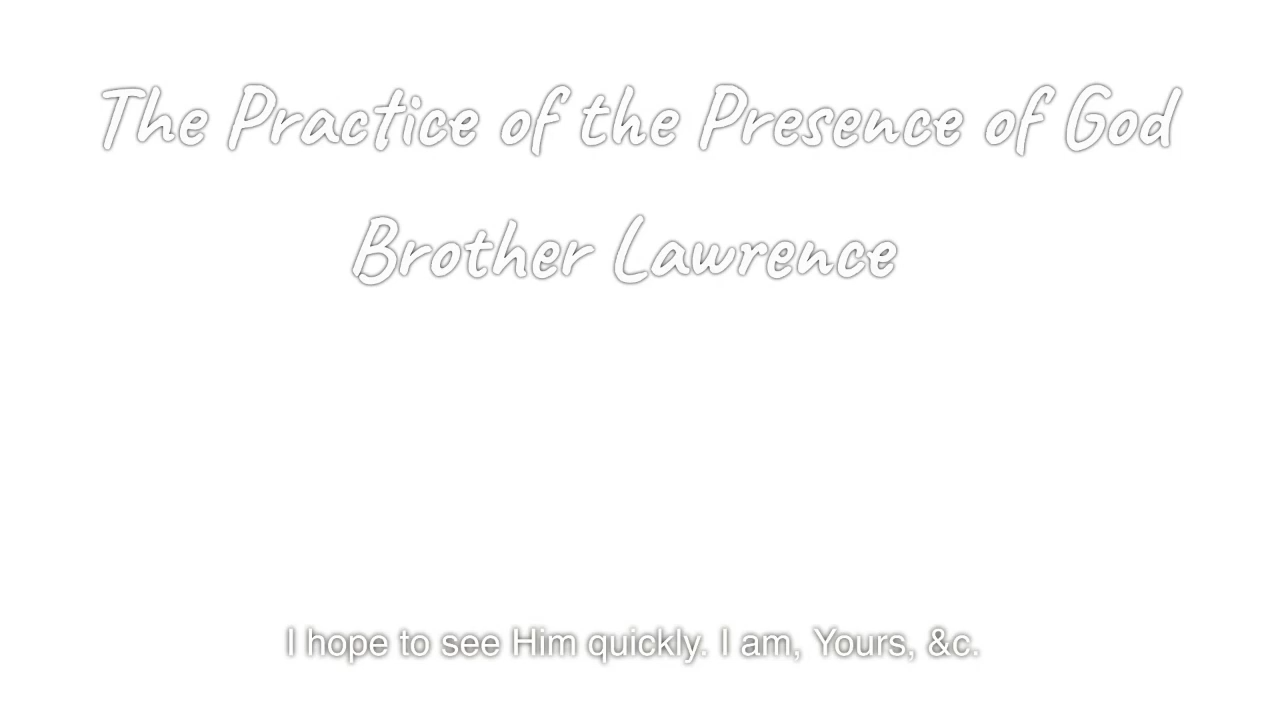 The Practice of the Presence of God
Brother Lawrence
I hope to see Him quickly. I am, Yours, &c.